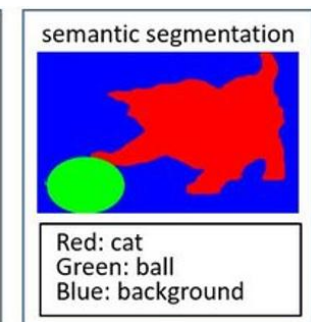 semantic segmentation
Red: cat
Green: ball
Blue: background